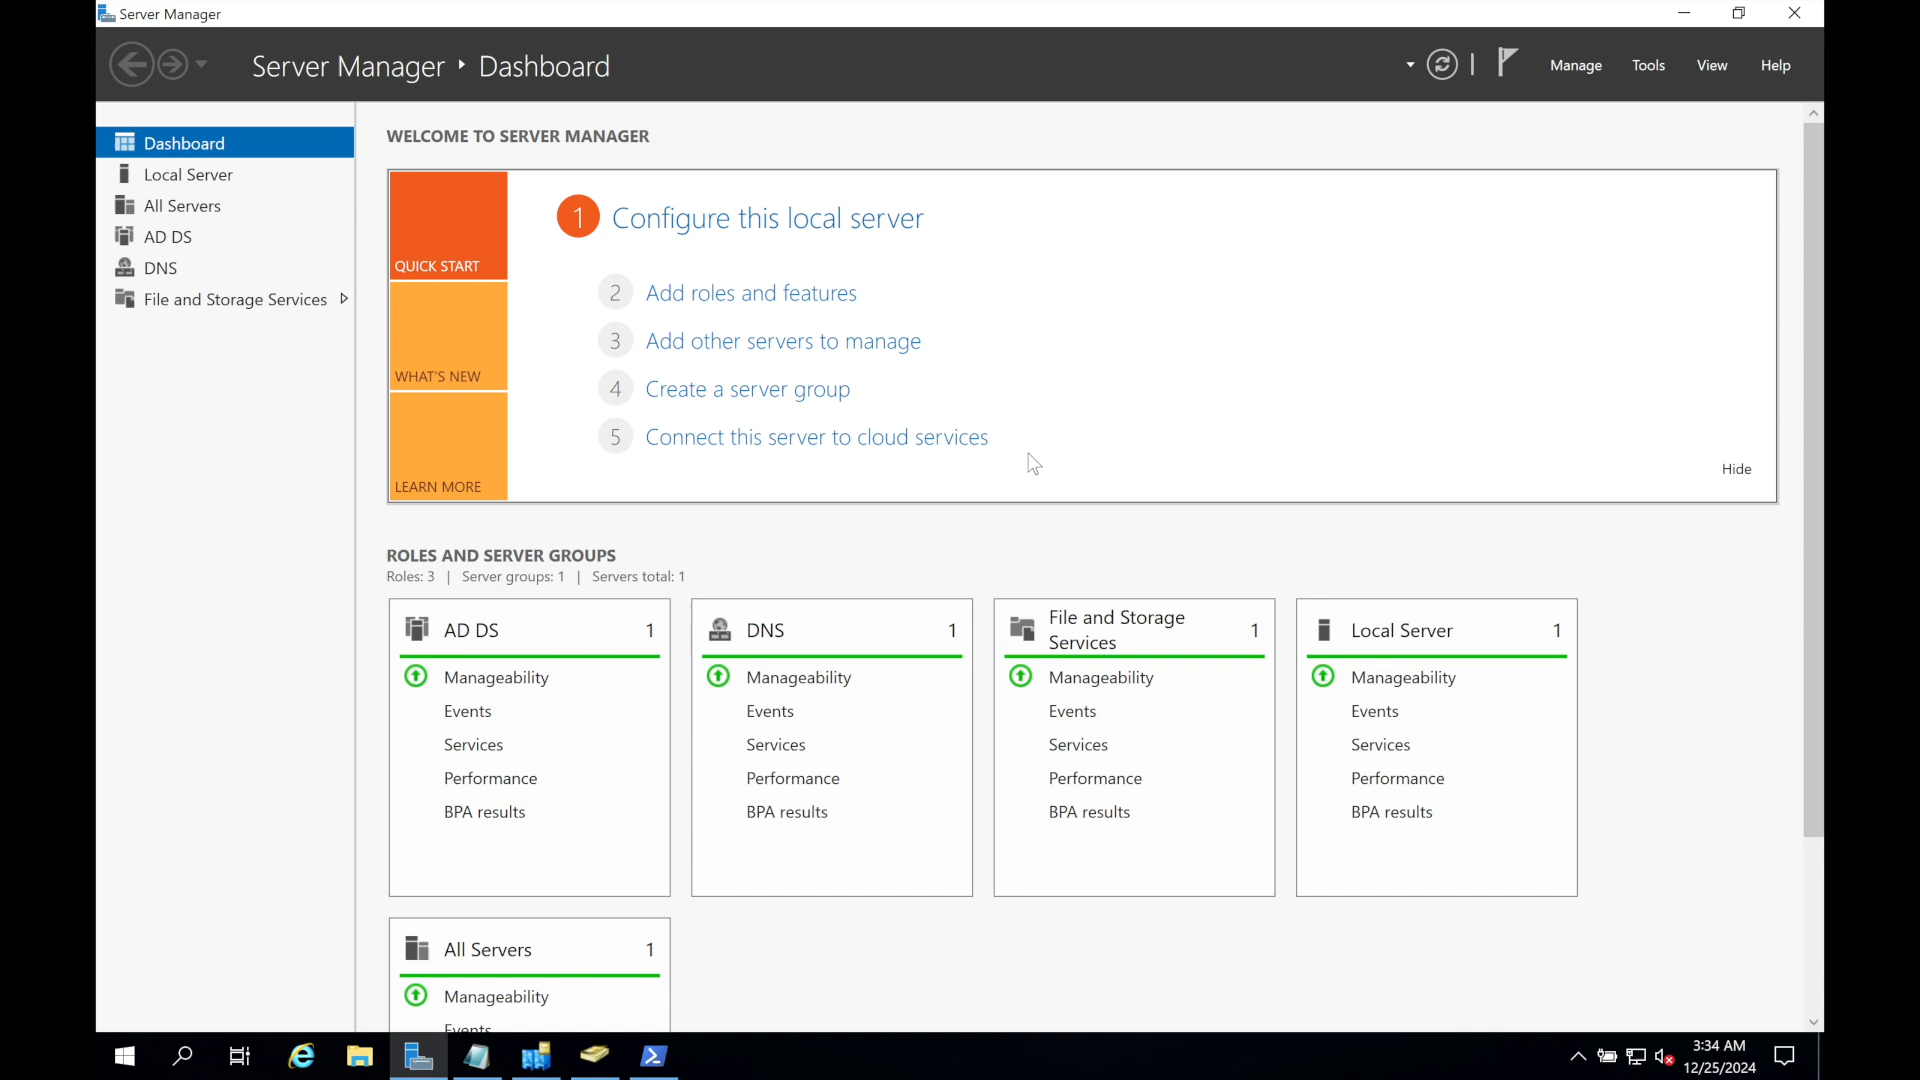 Server Manager
Server Manager ‣ Dashboard
Manage
Tools
View
Help
Dashboard
Local Server
All Servers
AD DS
DNS
File and Storage Services
WELCOME TO SERVER MANAGER
QUICK START
WHAT'S NEW
LEARN MORE
1 Configure this local server
2 Add roles and features
3 Add other servers to manage
4 Create a server group
5 Connect this server to cloud services
Hide
ROLES AND SERVER GROUPS
Roles: 3 | Server groups: 1 | Servers total: 1
AD DS 1
Manageability
Events
Services
Performance
BPA results
DNS 1
Manageability
Events
Services
Performance
BPA results
File and Storage
Services 1
Manageability
Events
Services
Performance
BPA results
Local Server 1
Manageability
Events
Services
Performance
BPA results
All Servers 1
Manageability
Events
3:34 AM
12/25/2024